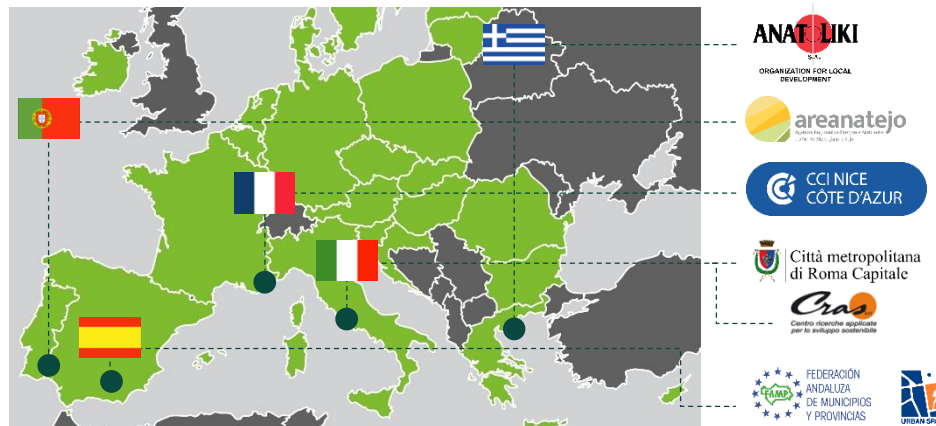 ANATOLIKI
S.A.
ORGANIZATION FOR LOCAL
DEVELOPMENT
areanatejo
CCI NICE
CÔTE D'AZUR
Città metropolitana
di Roma Capitale
Cras
Centro ricerche applicate
per lo sviluppo sostenibile
FAMP
FEDERACIÓN
ANDALUZA
DE MUNICIPIOS
Y PROVINCIAS